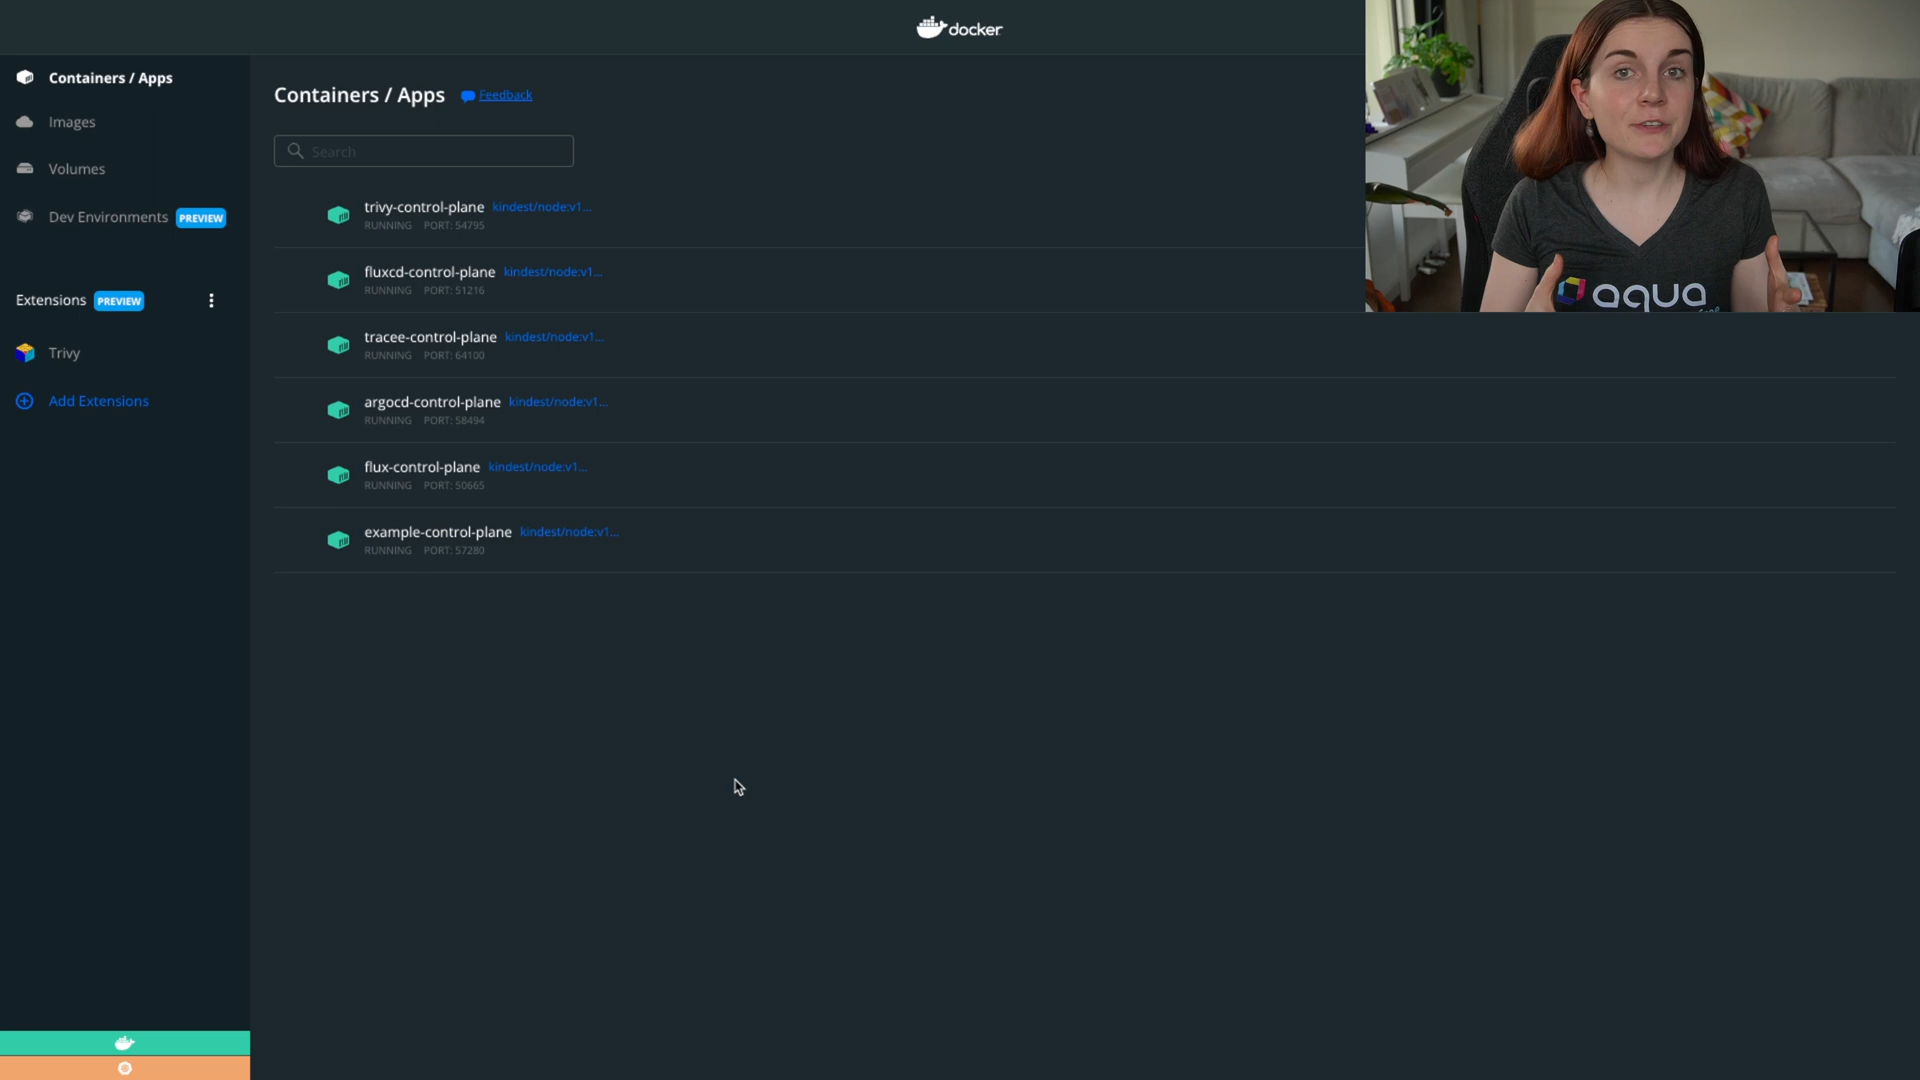 docker
Containers / Apps
Images
Volumes
Dev Environments PREVIEW
Extensions PREVIEW
Trivy
Add Extensions
Containers / Apps Feedback
Search
trivy-control-plane kindest/node:v1...
RUNNING PORT: 54795
fluxcd-control-plane kindest/node:v1...
RUNNING PORT: 51216
tracee-control-plane kindest/node:v1...
RUNNING PORT: 64100
argocd-control-plane kindest/node:v1...
RUNNING PORT: 58494
flux-control-plane kindest/node:v1...
RUNNING PORT: 50665
example-control-plane kindest/node:v1...
RUNNING PORT: 57280
aqua